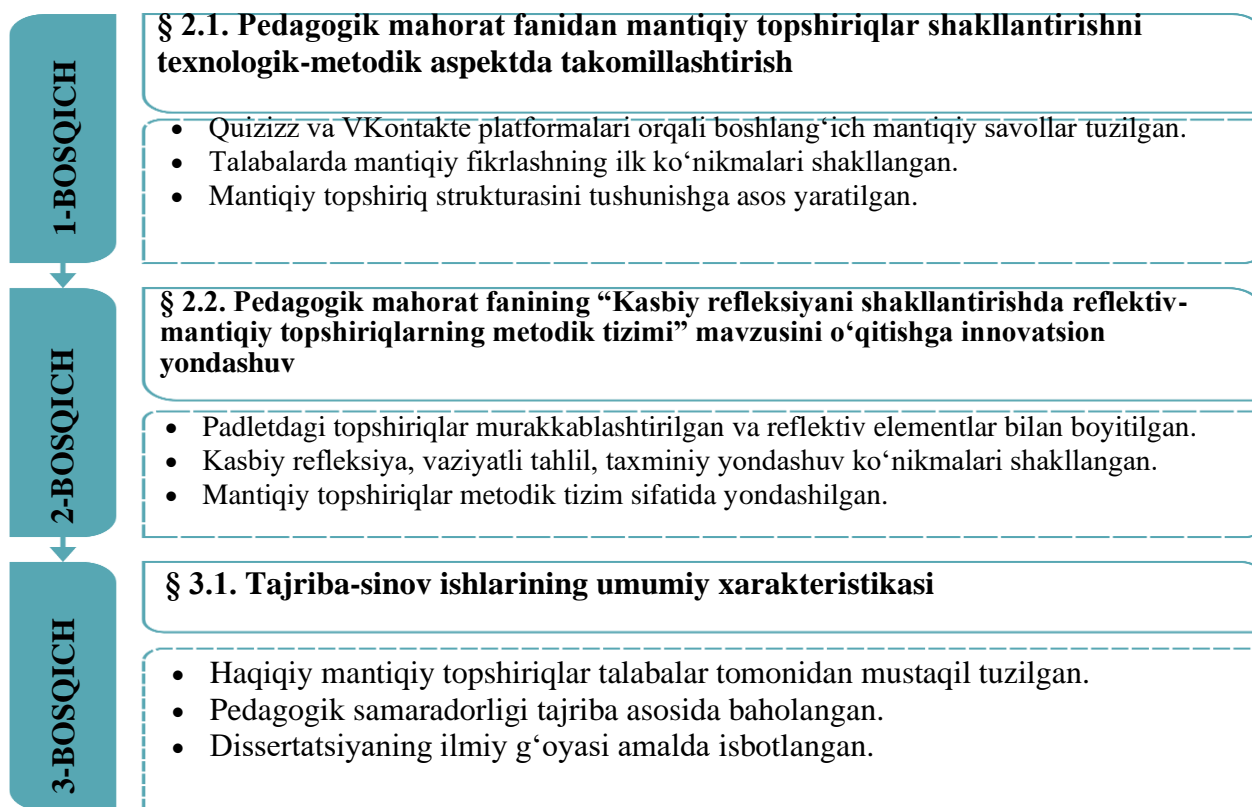 1-BOSQICH
§ 2.1. Pedagogik mahorat fanidan mantiqiy topshiriqlar shakllantirishni
texnologik-metodik aspektda takomillashtirish
• Quizizz va VKontakte platformalari orqali boshlang‘ich mantiqiy savollar tuzilgan.
• Talabalarda mantiqiy fikrlashning ilk ko‘nikmalari shakllangan.
• Mantiqiy topshiriq strukturasini tushunishga asos yaratilgan.
2-BOSQICH
§ 2.2. Pedagogik mahorat fanining “Kasbiy refleksiyani shakllantirishda reflektiv-
mantiqiy topshiriqlarning metodik tizimi” mavzusini o‘qitishga innovatsion
yondashuv
• Padletdagi topshiriqlar murakkablashtirilgan va reflektiv elementlar bilan boyitilgan.
• Kasbiy refleksiya, vaziyatli tahlil, taxminiy yondashuv ko‘nikmalari shakllangan.
• Mantiqiy topshiriqlar metodik tizim sifatida yondashilgan.
3-BOSQICH
§ 3.1. Tajriba-sinov ishlarining umumiy xarakteristikasi
• Haqiqiy mantiqiy topshiriqlar talabalar tomonidan mustaqil tuzilgan.
• Pedagogik samaradorligi tajriba asosida baholangan.
• Dissertatsiyaning ilmiy g‘oyasi amalda isbotlangan.